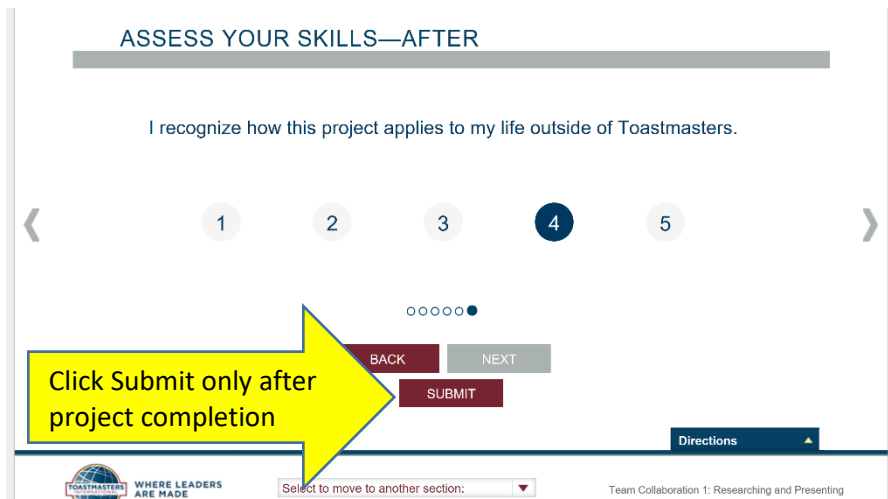 ASSESS YOUR SKILLS—AFTER
I recognize how this project applies to my life outside of Toastmasters.
1 2 3 4 5
BACK NEXT
Click Submit only after
project completion
SUBMIT
Directions
TOASTMASTERS
INTERNATIONAL
WHERE LEADERS
ARE MADE
Select to move to another section:
Team Collaboration 1: Researching and Presenting